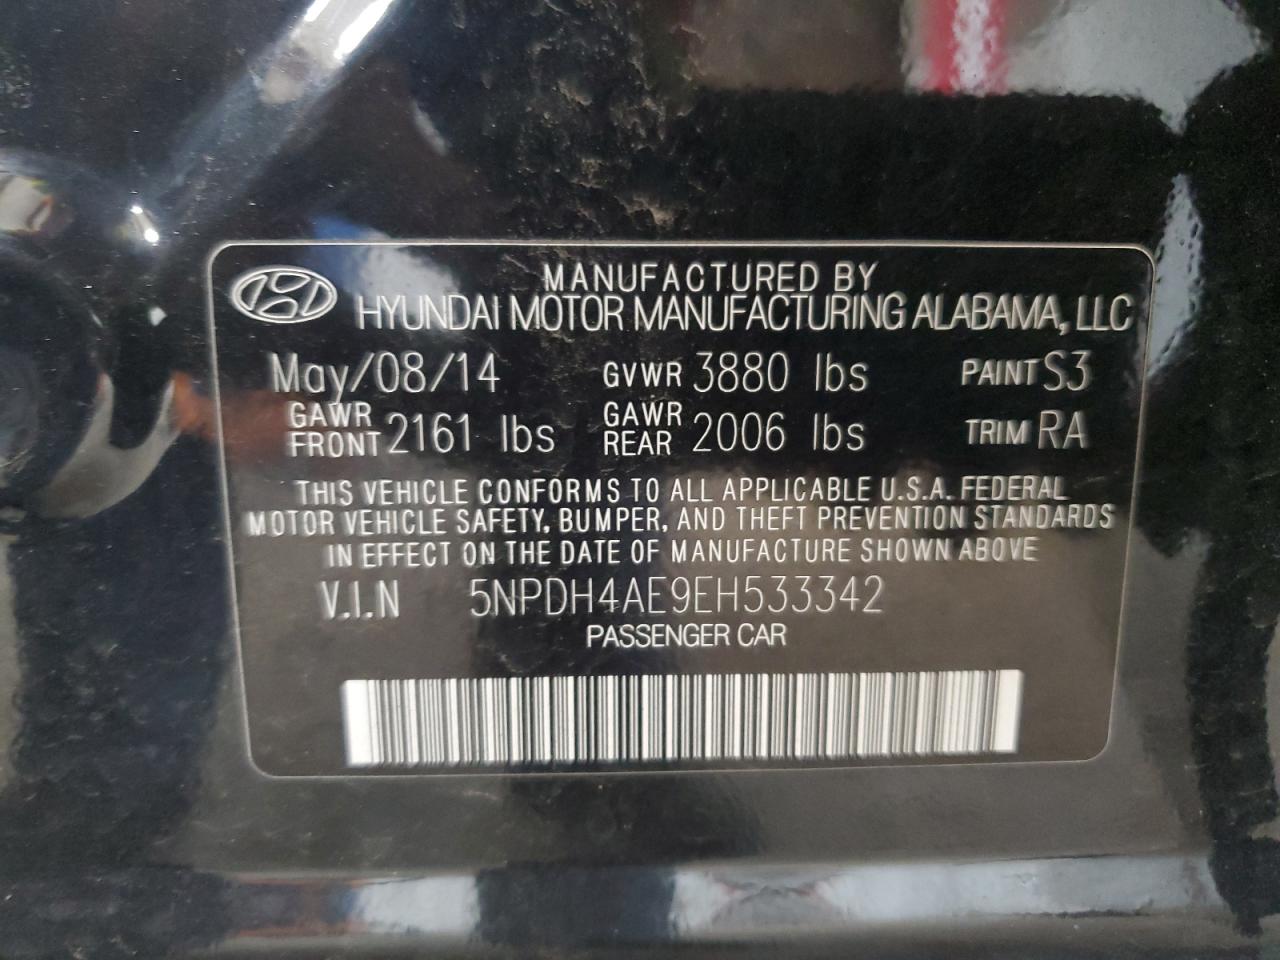 MANUFACTURED BY
HYUNDAI MOTOR MANUFACTURING ALABAMA, LLC
May/08/14 GVWR 3880 lbs PAINT S3
GAWR FRONT 2161 lbs GAWR REAR 2006 lbs TRIM RA
THIS VEHICLE CONFORMS TO ALL APPLICABLE U.S.A. FEDERAL
MOTOR VEHICLE SAFETY, BUMPER, AND THEFT PREVENTION STANDARDS
IN EFFECT ON THE DATE OF MANUFACTURE SHOWN ABOVE
V.I.N 5NPDH4AE9EH533342
PASSENGER CAR